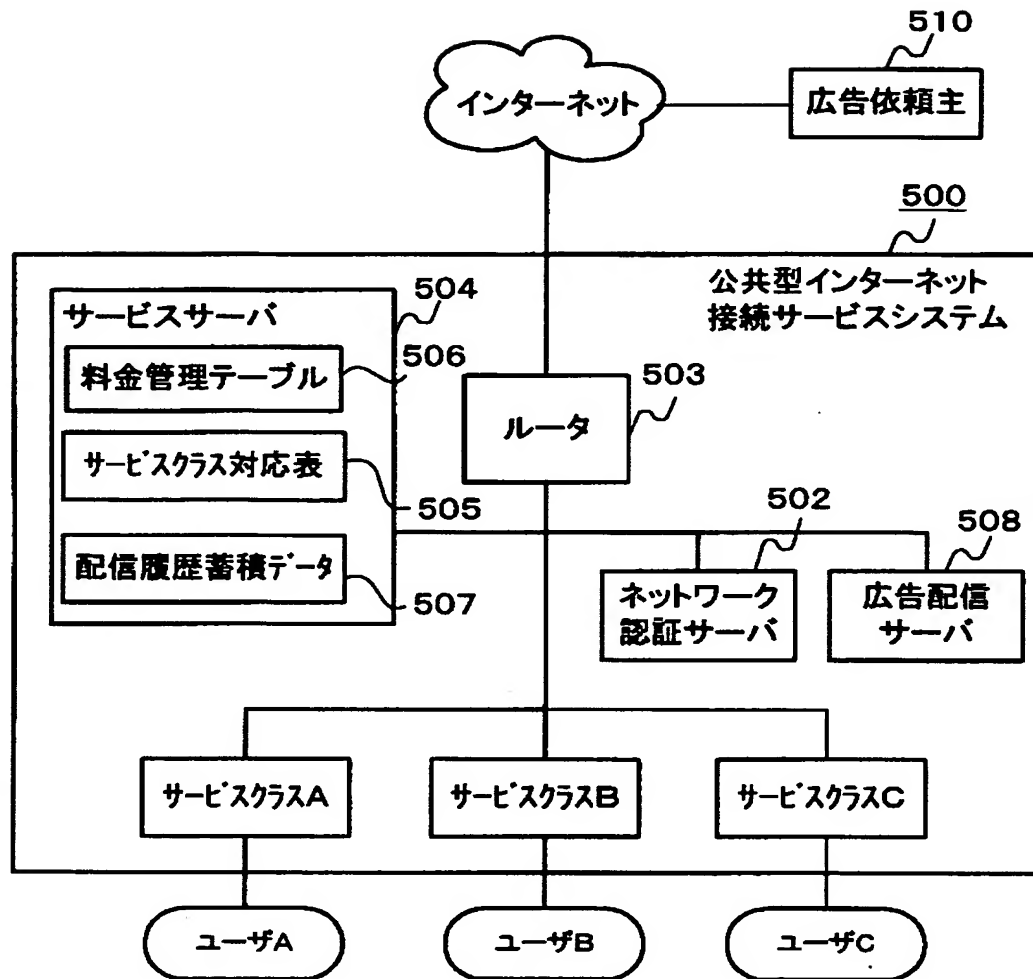 510
インターネット
広告依頼主
500
公共型インターネット
接続サービスシステム
サービスサーバ
504
料金管理テーブル
506
ルータ
503
サービスクラス対応表
505
502
508
配信履歴蓄積データ
507
ネットワーク
認証サーバ
広告配信
サーバ
サービスクラスA
サービスクラスB
サービスクラスC
ユーザA
ユーザB
ユーザC